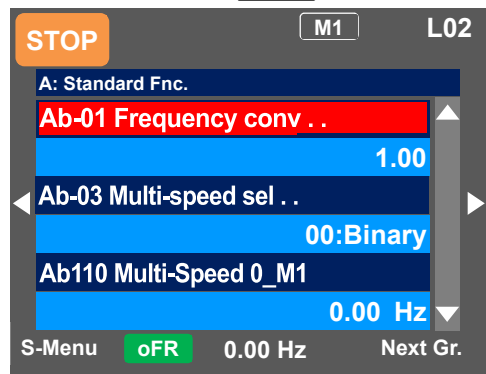 STOP M1 L02
A: Standard Fnc.
Ab-01 Frequency conv . .
1.00
Ab-03 Multi-speed sel . .
00:Binary
Ab110 Multi-Speed 0_M1
0.00 Hz
S-Menu oFR 0.00 Hz Next Gr.